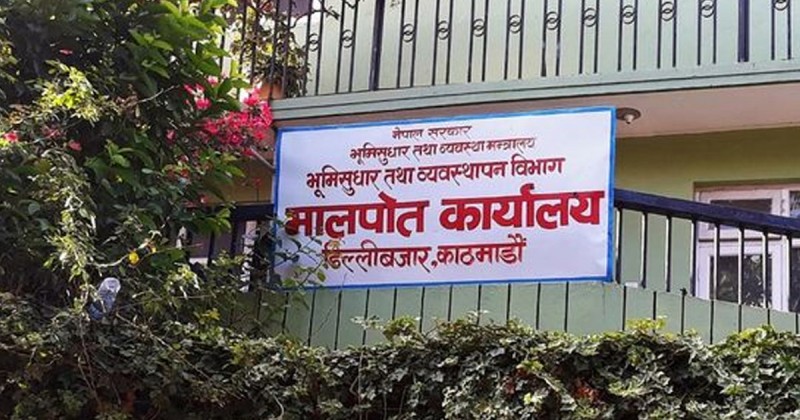 नेपाल सरकार
भूमिसुधार तथा व्यवस्था मन्त्रालय
भूमिसुधार तथा व्यवस्थापन विभाग
मालपोत कार्यालय
डिल्लीबजार, काठमाडौं